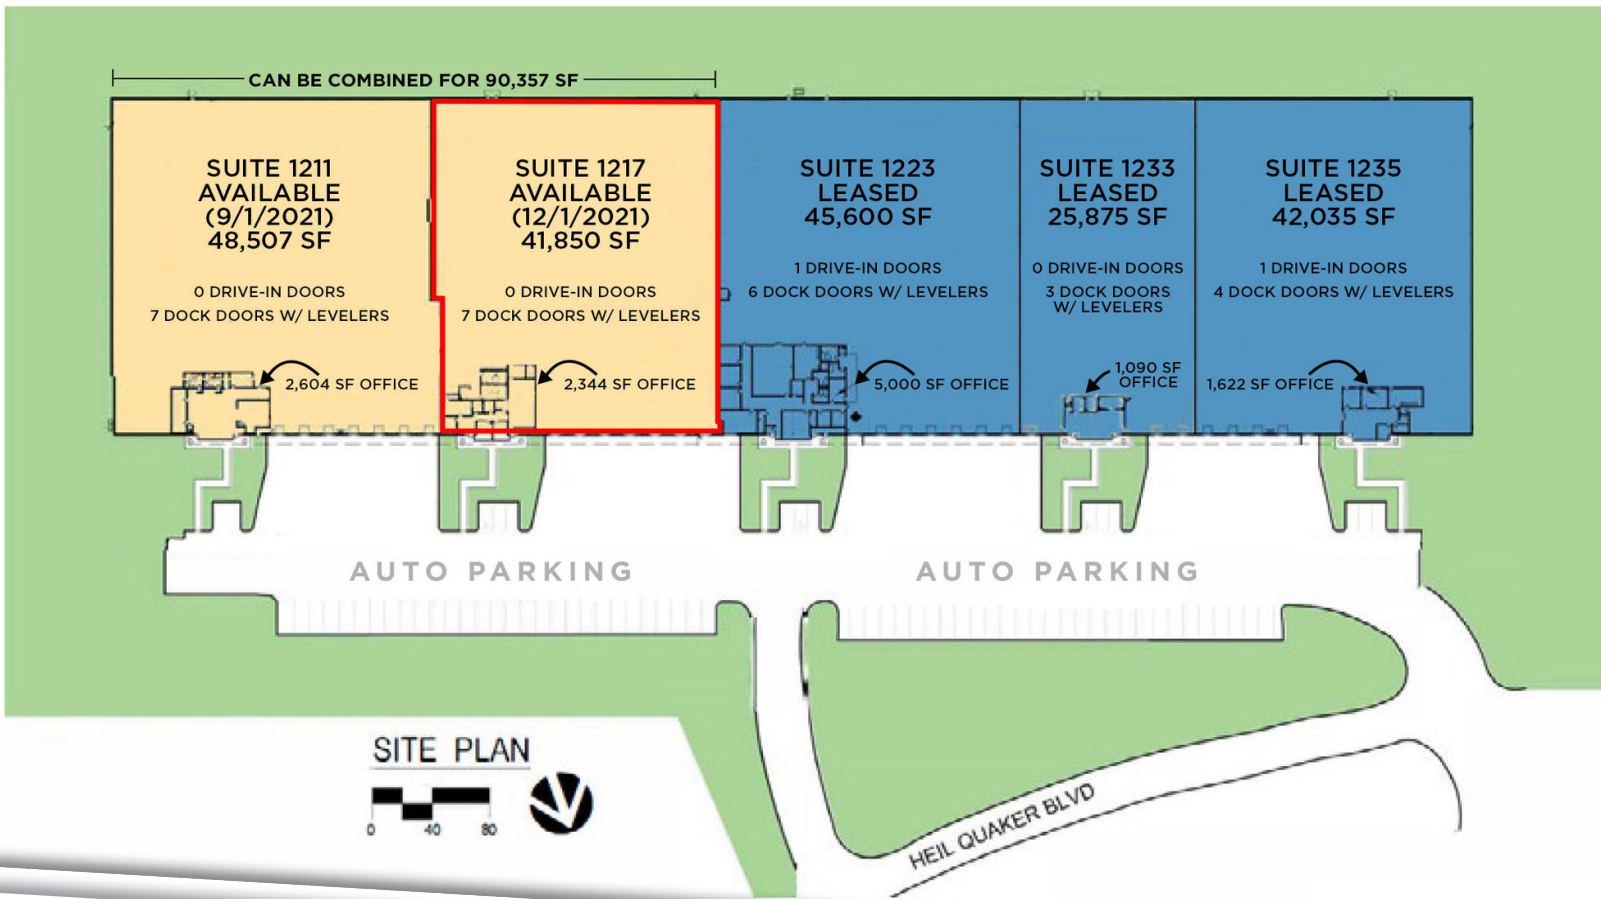 CAN BE COMBINED FOR 90,357 SF
SUITE 1211
AVAILABLE
(9/1/2021)
48,507 SF
0 DRIVE-IN DOORS
7 DOCK DOORS W/ LEVELERS
2,604 SF OFFICE
SUITE 1217
AVAILABLE
(12/1/2021)
41,850 SF
0 DRIVE-IN DOORS
7 DOCK DOORS W/ LEVELERS
2,344 SF OFFICE
SUITE 1223
LEASED
45,600 SF
1 DRIVE-IN DOORS
6 DOCK DOORS W/ LEVELERS
5,000 SF OFFICE
SUITE 1233
LEASED
25,875 SF
0 DRIVE-IN DOORS
3 DOCK DOORS
W/ LEVELERS
1,090 SF
OFFICE
SUITE 1235
LEASED
42,035 SF
1 DRIVE-IN DOORS
4 DOCK DOORS W/ LEVELERS
1,622 SF OFFICE
AUTO PARKING
AUTO PARKING
SITE PLAN
0 40 80
HEIL QUAKER BLVD